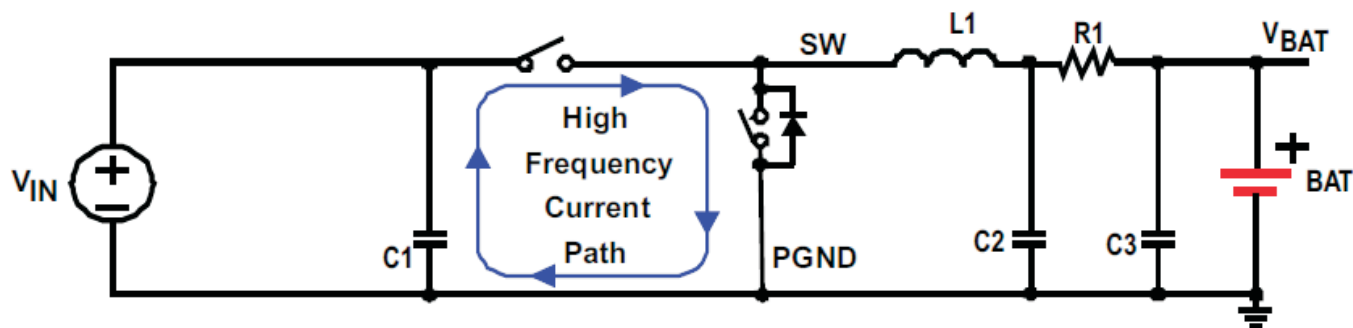 L1
R1
VBAT
SW
High
Frequency
Current
Path
VIN
+
−
C1
PGND
C2
C3
+
BAT